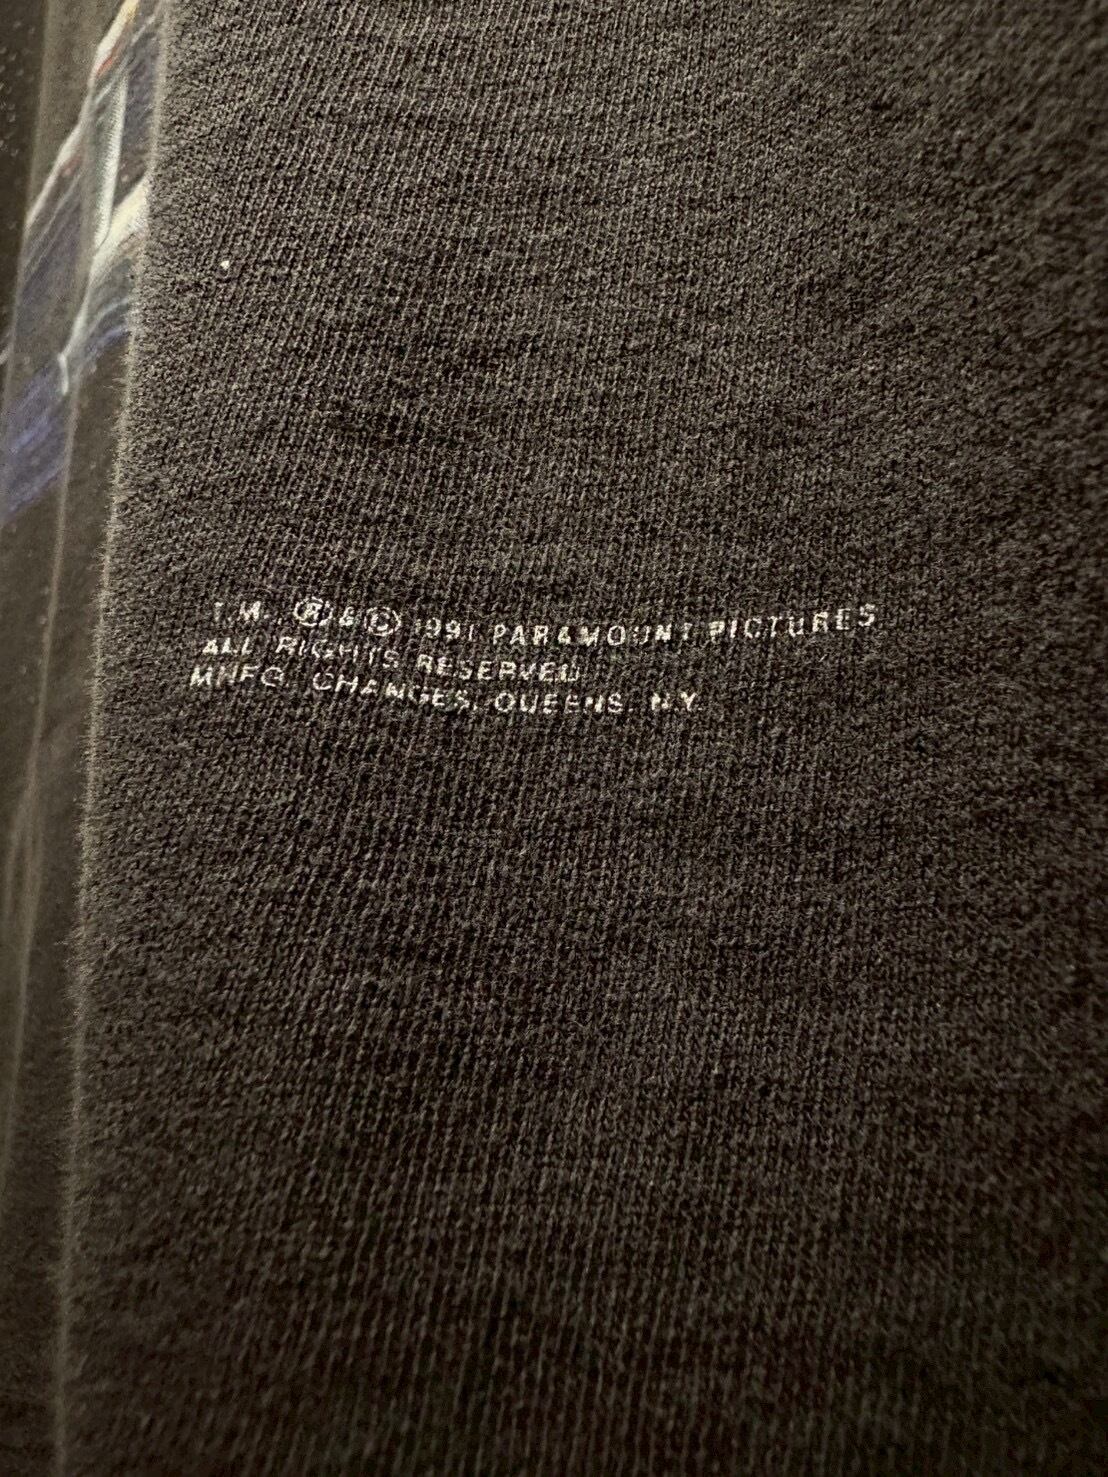 T.M. ® & © 1991 PARAMOUNT PICTURES
ALL RIGHTS RESERVED
MNFG. CHANGES, QUEENS, N.Y.